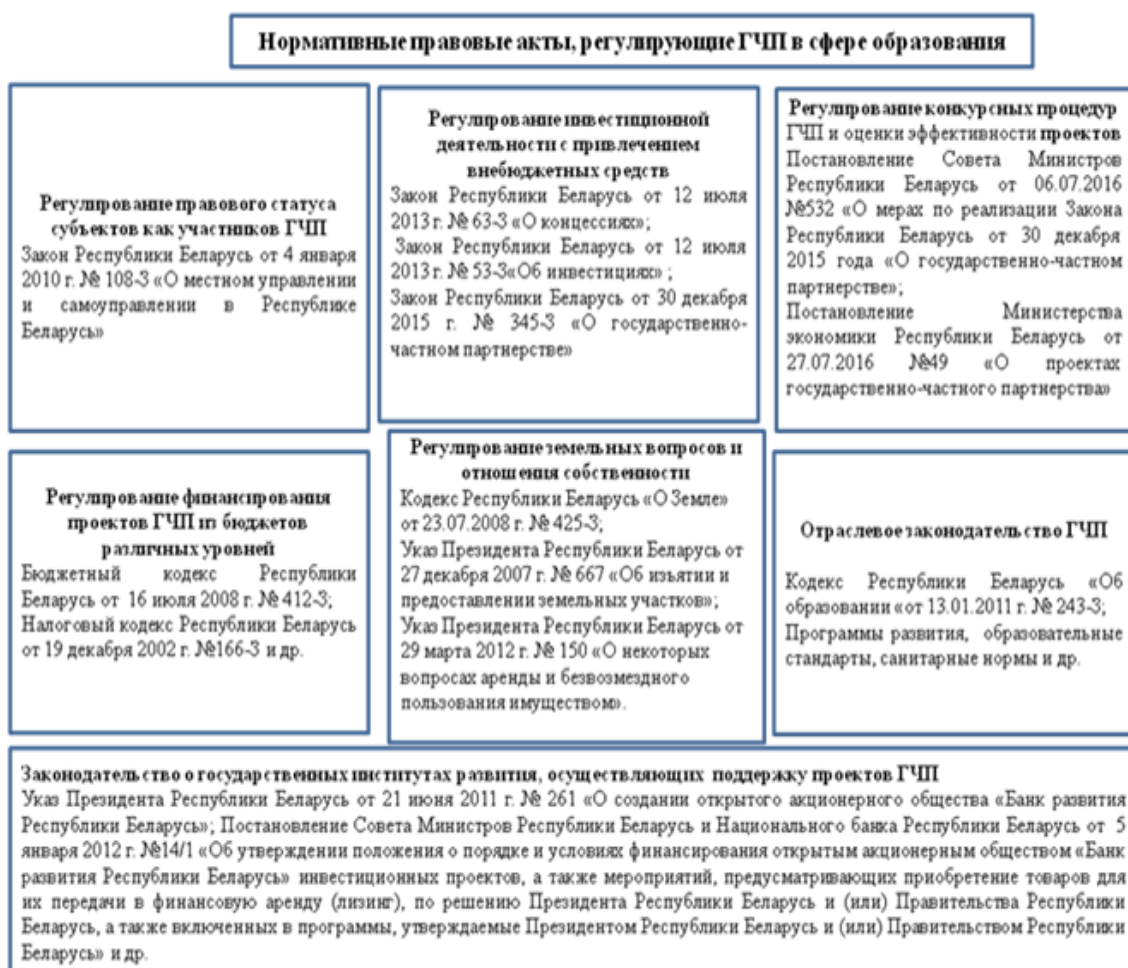 Нормативные правовые акты, регулирующие ГЧП в сфере образования
Регулирование правового статуса
субъектов как участников ГЧП
Закон Республики Беларусь от 4 января
2010 г. № 108-З «О местном управлении
и самоуправлении в Республике
Беларусь»
Регулирование инвестиционной
деятельности с привлечением
внебюджетных средств
Закон Республики Беларусь от 12 июля
2013 г. № 63-З «О концессиях»;
Закон Республики Беларусь от 12 июля
2013 г. № 53-З«Об инвестициях» ;
Закон Республики Беларусь от 30 декабря
2015 г. № 345-З «О государственно-
частном партнерстве»
Регулирование конкурсных процедур
ГЧП и оценки эффективности проектов
Постановление Совета Министров
Республики Беларусь от 06.07.2016
№532 «О мерах по реализации Закона
Республики Беларусь от 30 декабря
2015 года «О государственно-частном
партнерстве»;
Постановление Министерства
экономики Республики Беларусь от
27.07.2016 №49 «О проектах
государственно-частного партнерства»
Регулирование финансирования
проектов ГЧП из бюджетов
различных уровней
Бюджетный кодекс Республики
Беларусь от 16 июля 2008 г. № 412-З;
Налоговый кодекс Республики Беларусь
от 19 декабря 2002 г. №166-З и др.
Регулирование земельных вопросов и
отношения собственности
Кодекс Республики Беларусь «О Земле»
от 23.07.2008 г. № 425-З;
Указ Президента Республики Беларусь от
27 декабря 2007 г. № 667 «Об изъятии и
предоставлении земельных участков»;
Указ Президента Республики Беларусь от
29 марта 2012 г. № 150 «О некоторых
вопросах аренды и безвозмездного
пользования имуществом».
Отраслевое законодательство ГЧП
Кодекс Республики Беларусь «Об
образовании «от 13.01.2011 г. № 243-З;
Программы развития, образовательные
стандарты, санитарные нормы и др.
Законодательство о государственных институтах развития, осуществляющих поддержку проектов ГЧП
Указ Президента Республики Беларусь от 21 июня 2011 г. № 261 «О создании открытого акционерного общества «Банк развития
Республики Беларусь»; Постановление Совета Министров Республики Беларусь и Национального банка Республики Беларусь от 5
января 2012 г. №14/1 «Об утверждении положения о порядке и условиях финансирования открытым акционерным обществом «Банк
развития Республики Беларусь» инвестиционных проектов, а также мероприятий, предусматривающих приобретение товаров для
их передачи в финансовую аренду (лизинг), по решению Президента Республики Беларусь и (или) Правительства Республики
Беларусь, а также включенных в программы, утверждаемые Президентом Республики Беларусь и (или) Правительством Республики
Беларусь» и др.